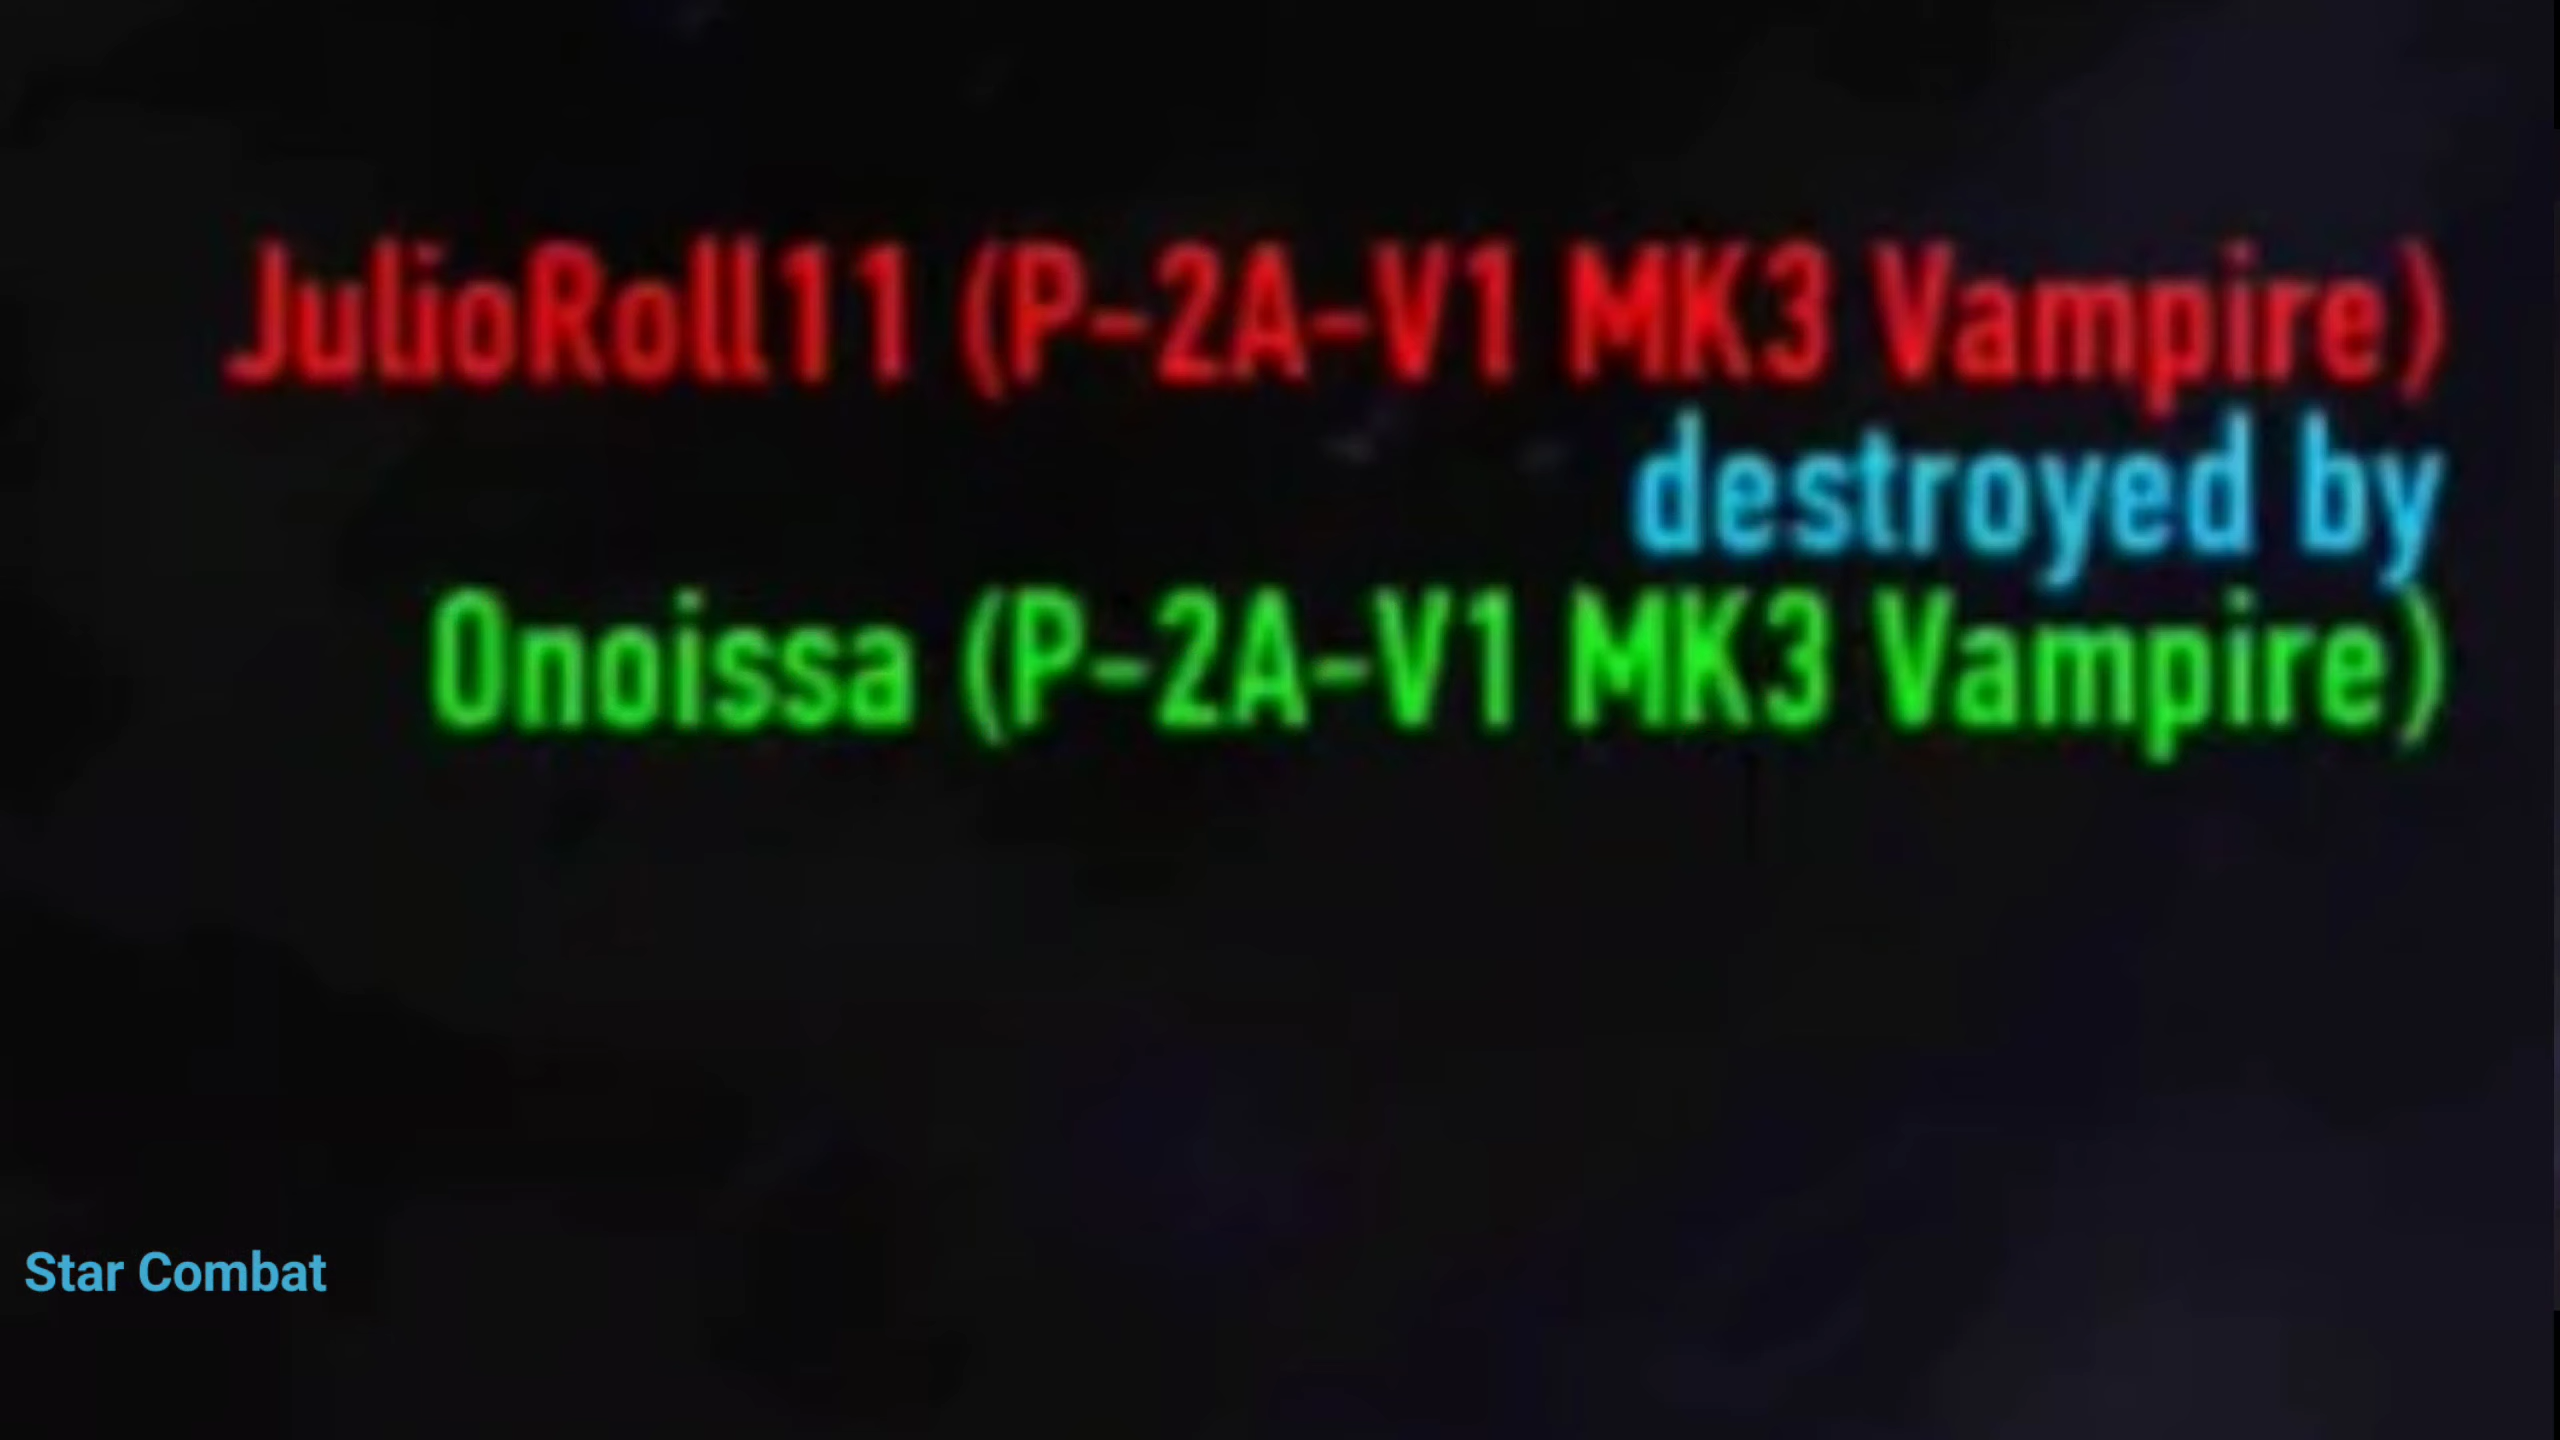 JulioRoll11 (P-2A-V1 MK3 Vampire)
destroyed by
Onoissa (P-2A-V1 MK3 Vampire)
Star Combat